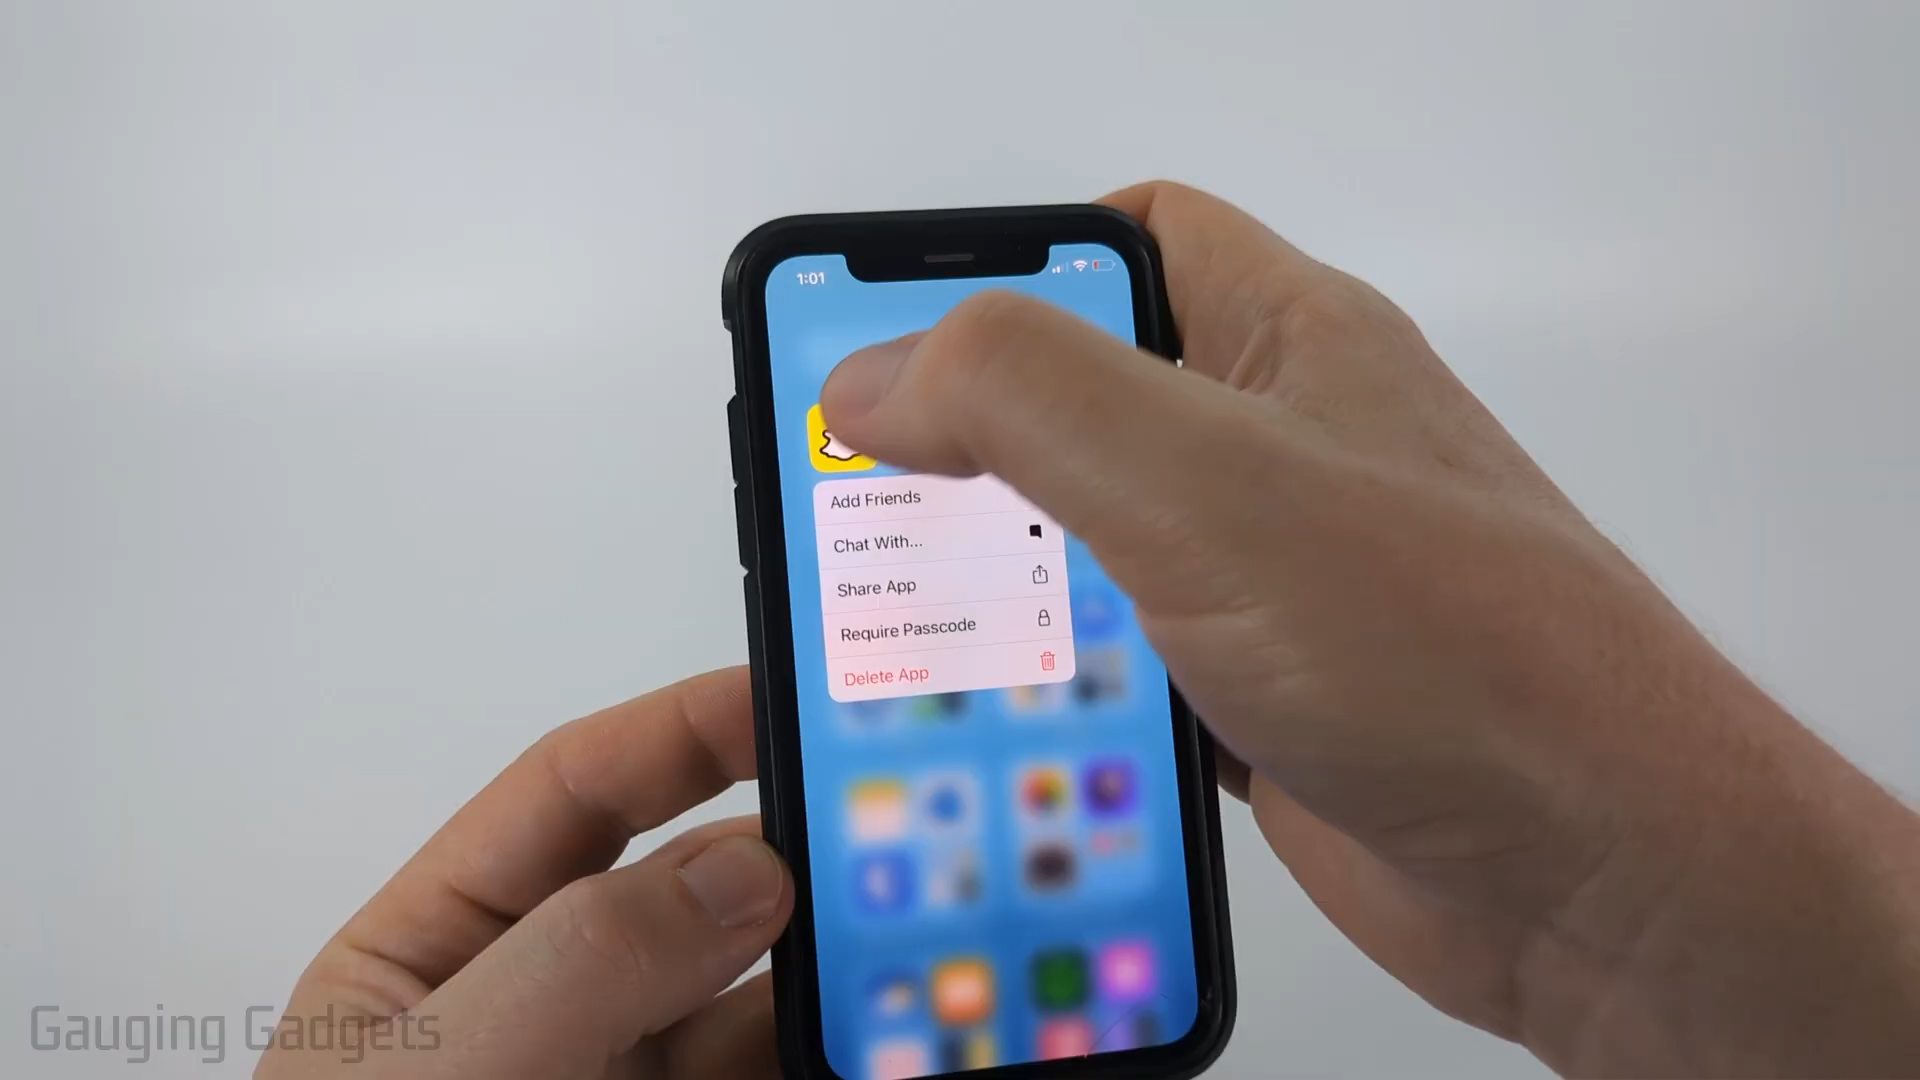 1:01
Add Friends
Chat With...
Share App
Require Passcode
Delete App
Gauging Gadgets